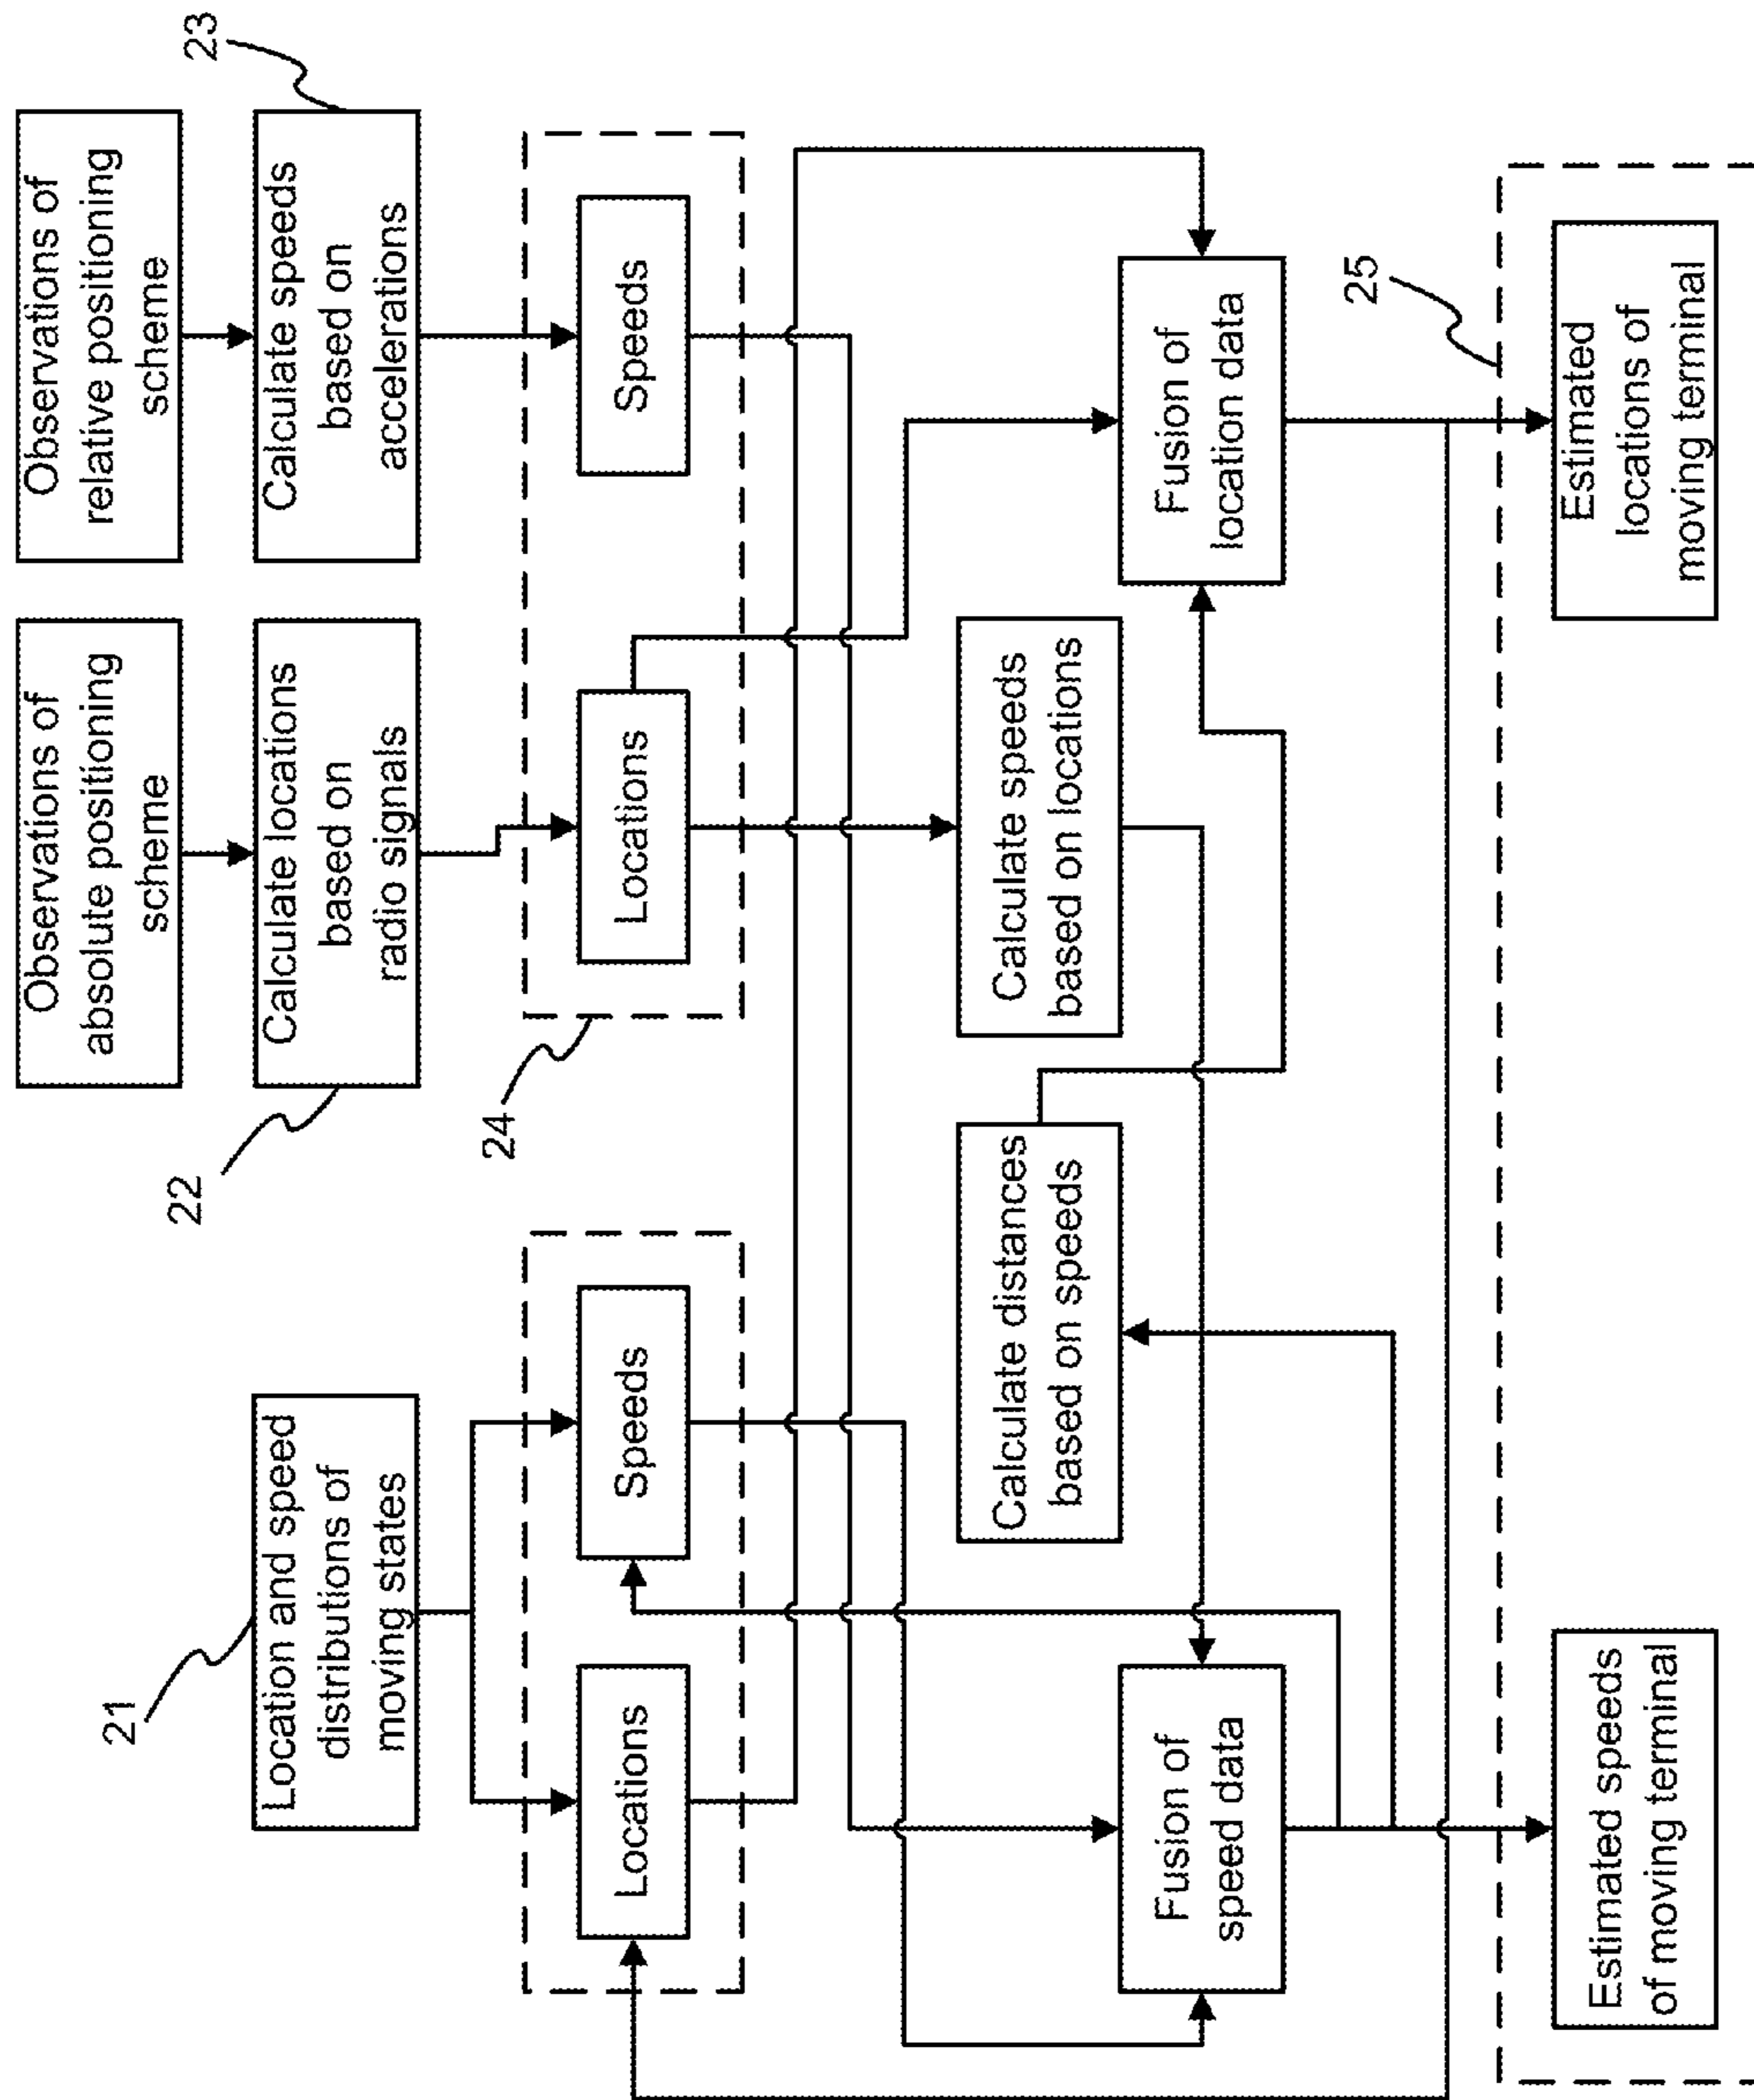 21
Location and speed
distributions of
moving states
22
Observations of
absolute positioning
scheme
Calculate locations
based on
radio signals
23
Observations of
relative positioning
scheme
Calculate speeds
based on
accelerations
24
Locations
Speeds
Locations
Speeds
Calculate distances
based on speeds
Calculate speeds
based on locations
Fusion of
speed data
Fusion of
location data
25
Estimated speeds
of moving terminal
Estimated
locations of
moving terminal